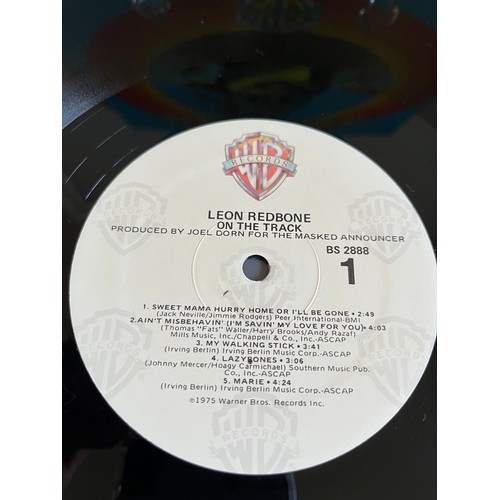 RECORDS
LEON REDBONE
ON THE TRACK
PRODUCED BY JOEL DORN FOR THE MASKED ANNOUNCER
BS 2888
1
1. SWEET MAMA HURRY HOME OR I'LL BE GONE • 2:49
(Jack Neville/Jimmie Rodgers) Peer International-BMI
2. AIN'T MISBEHAVIN' (I'M SAVIN' MY LOVE FOR YOU) • 4:03
(Thomas "Fats" Waller/Harry Brooks/Andy Razaf)
Mills Music, Inc./Chappell & Co., Inc.-ASCAP
3. MY WALKING STICK • 3:41
(Irving Berlin) Irving Berlin Music Corp.-ASCAP
4. LAZYBONES • 3:06
(Johnny Mercer/Hoagy Carmichael) Southern Music Pub.
Co., Inc.-ASCAP
5. MARIE • 4:24
(Irving Berlin) Irving Berlin Music Corp.-ASCAP
℗1975 Warner Bros. Records Inc.
RECORDS